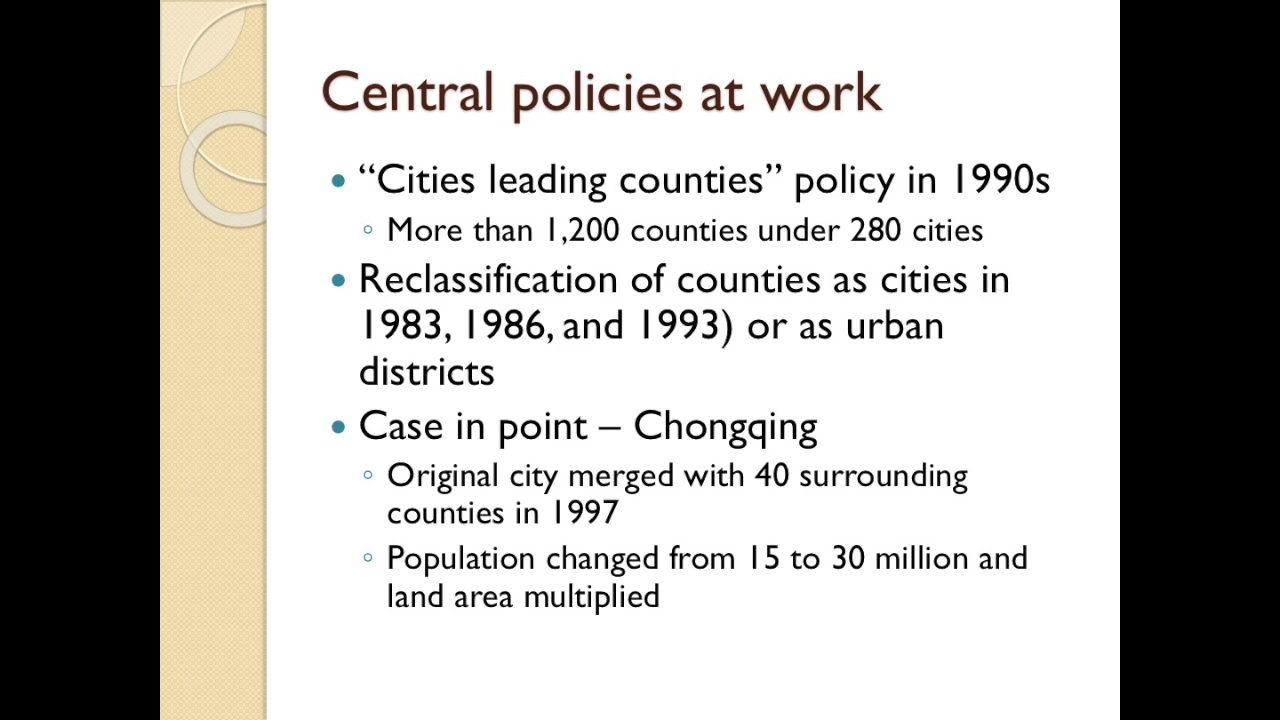 Central policies at work
• “Cities leading counties” policy in 1990s
◦ More than 1,200 counties under 280 cities
• Reclassification of counties as cities in
1983, 1986, and 1993) or as urban
districts
• Case in point – Chongqing
◦ Original city merged with 40 surrounding
counties in 1997
◦ Population changed from 15 to 30 million and
land area multiplied